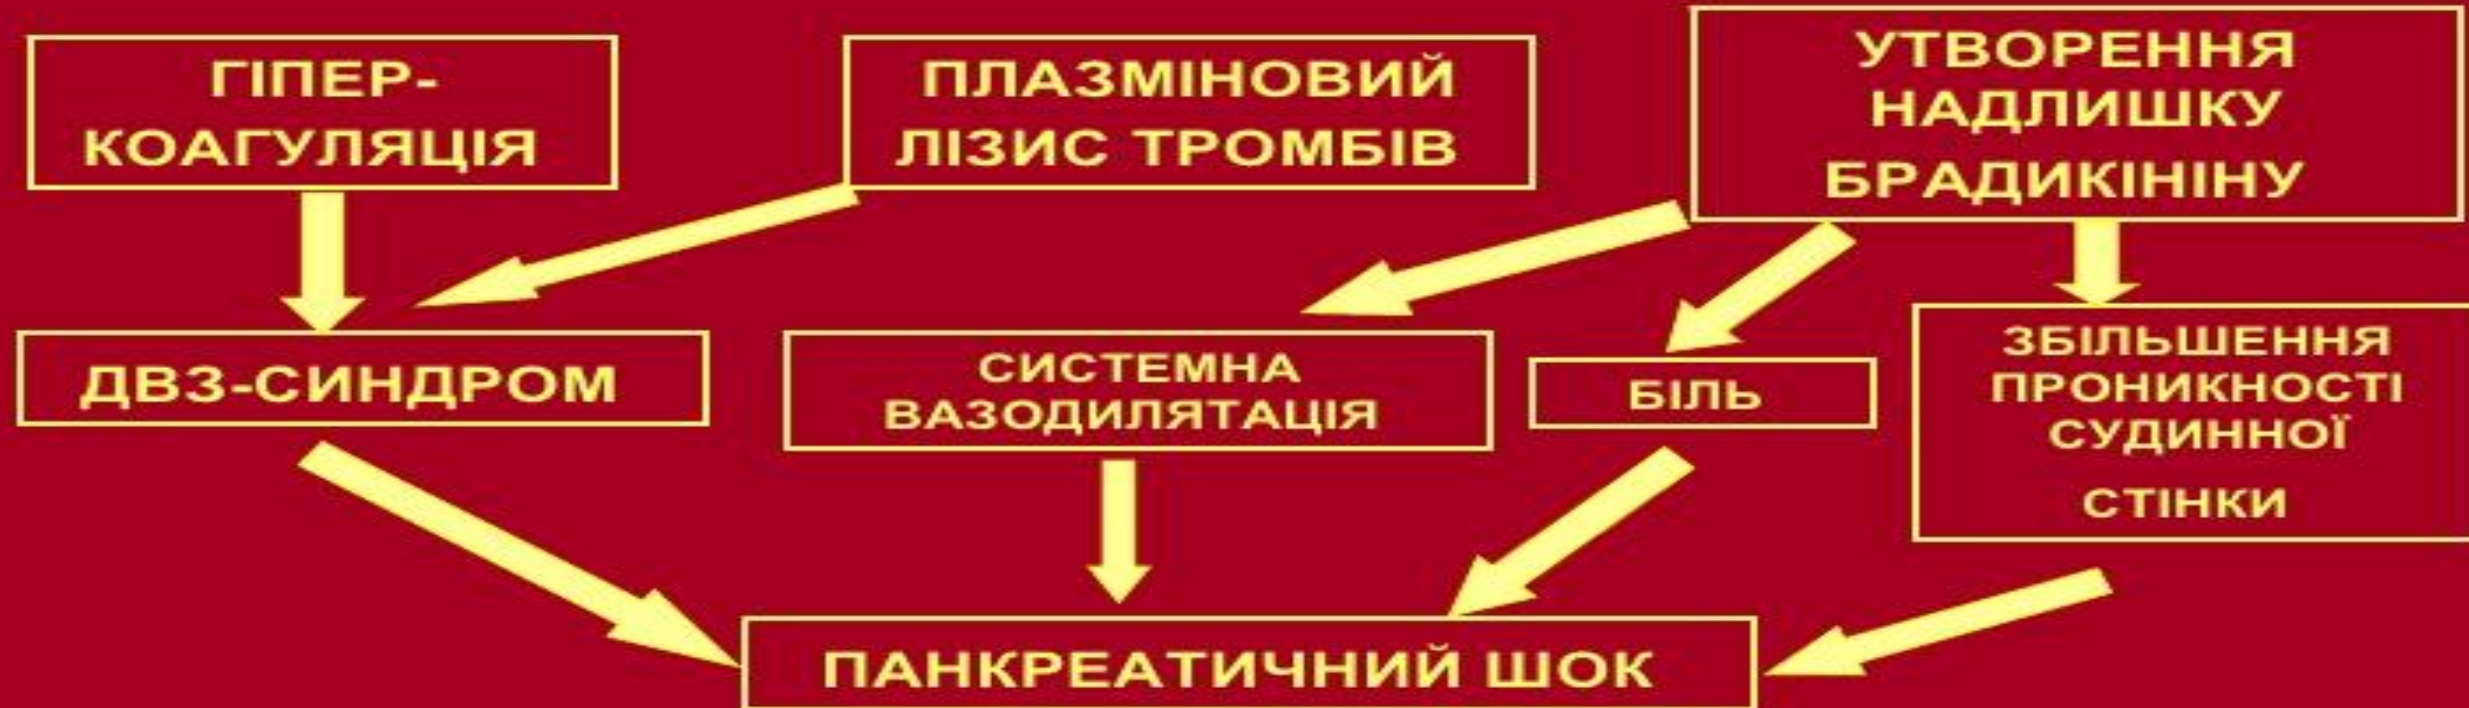 ГІПЕР-
КОАГУЛЯЦІЯ
ПЛАЗМІНОВИЙ
ЛІЗИС ТРОМБІВ
УТВОРЕННЯ
НАДЛИШКУ
БРАДИКІНІНУ
ДВЗ-СИНДРОМ
СИСТЕМНА
ВАЗОДИЛЯТАЦІЯ
БІЛЬ
ЗБІЛЬШЕННЯ
ПРОНИКНОСТІ
СУДИННОЇ
СТІНКИ
ПАНКРЕАТИЧНИЙ ШОК